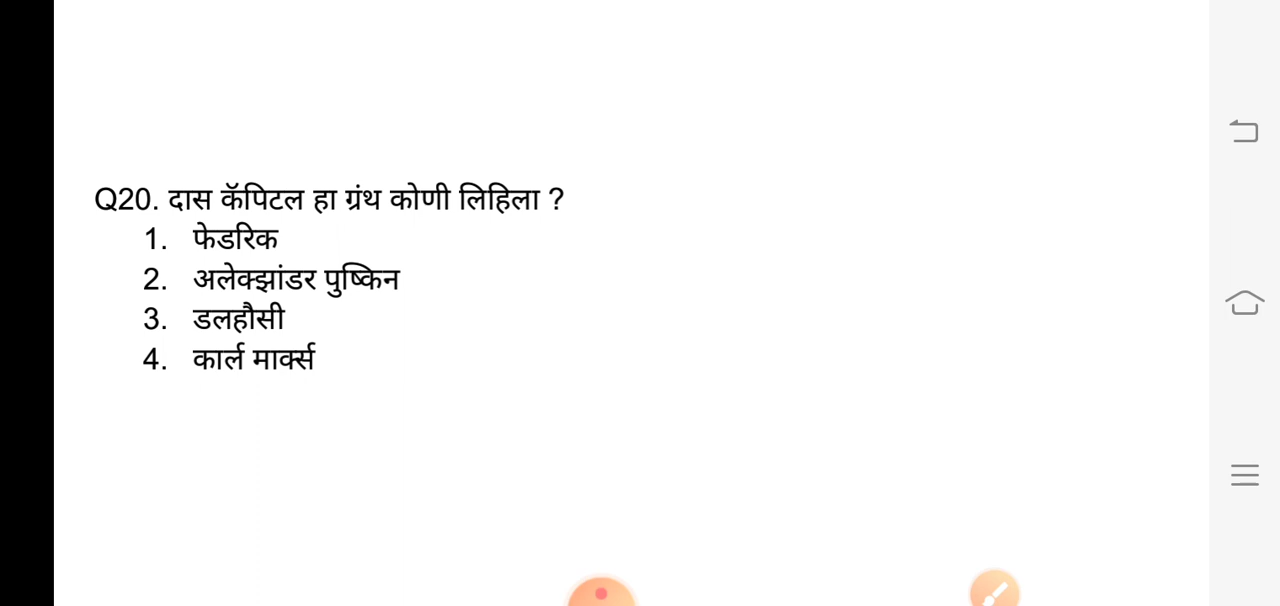 Q20. दास कॅपिटल हा ग्रंथ कोणी लिहिला ?
1. फेडरिक
2. अलेक्झांडर पुष्किन
3. डलहौसी
4. कार्ल मार्क्स